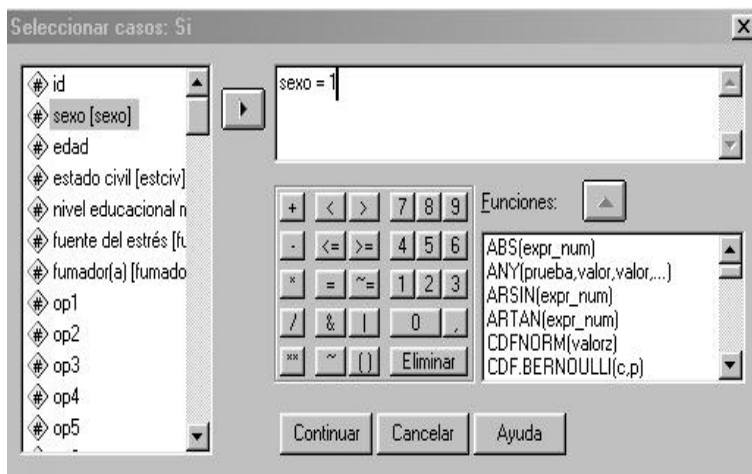 Seleccionar casos: Si
id
sexo [sexo]
edad
estado civil [estciv]
nivel educacional n
fuente del estrés [fu
fumador(a) [fumado
op1
op2
op3
op4
op5
sexo = 1
+ < > 7 8 9
- <= >= 4 5 6
* = ~= 1 2 3
/ & | 0 ,
** ~ () Eliminar
Funciones:
ABS(expr_num)
ANY(prueba,valor,valor,...)
ARSIN(expr_num)
ARTAN(expr_num)
CDFNORM(valorz)
CDF.BERNOULLI(c,p)
Continuar Cancelar Ayuda